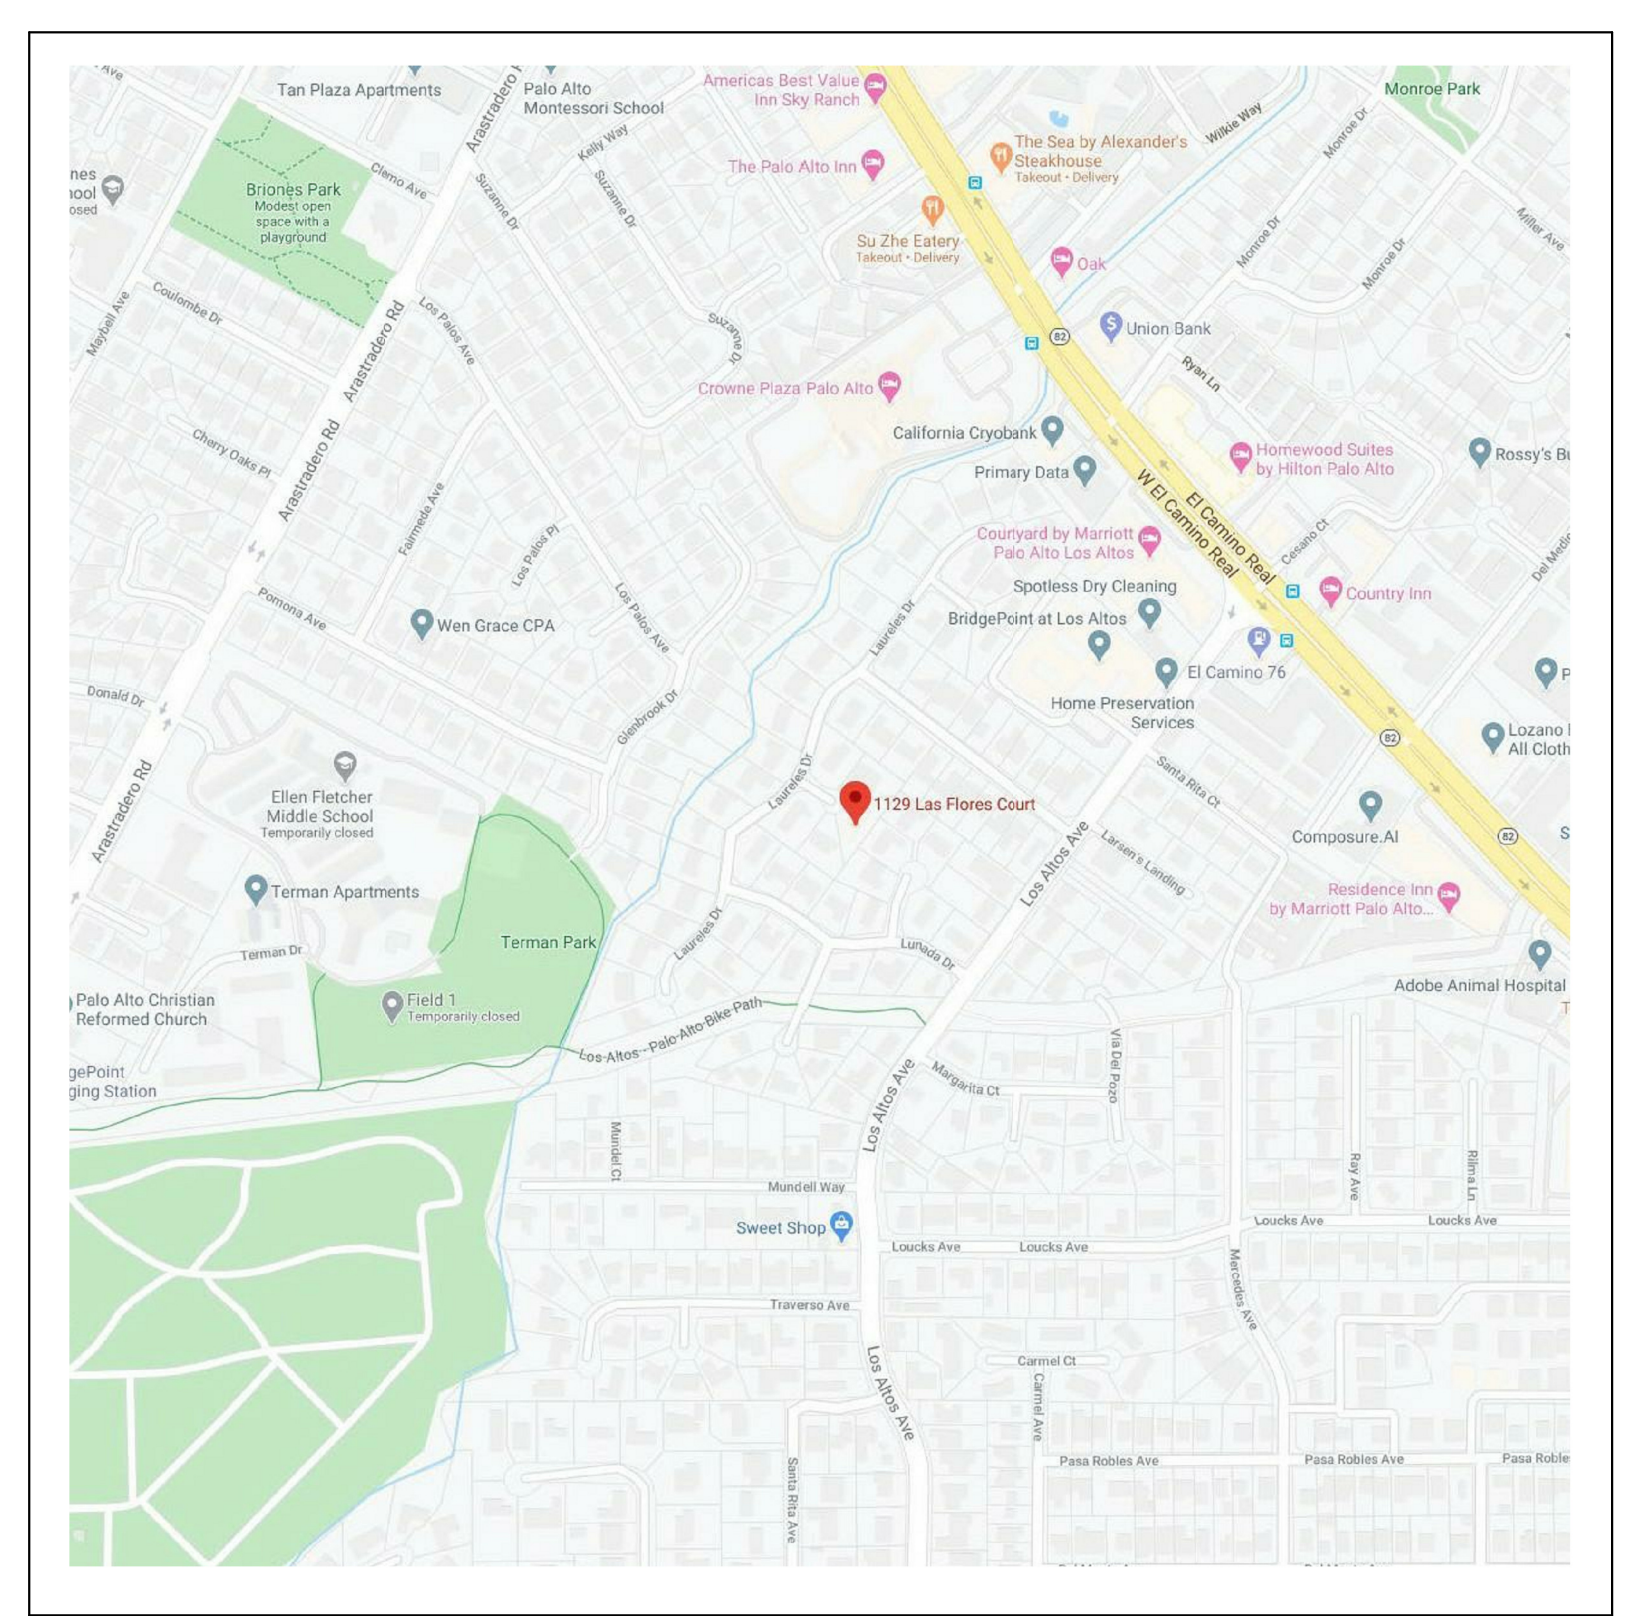 Ave
Tan Plaza Apartments
Arastradero R
Palo Alto
Montessori School
Americas Best Value
Inn Sky Ranch
Monroe Park
Kelly Way
Wilkie Way
Monroe Dr
The Sea by Alexander's
Steakhouse
Takeout • Delivery
The Palo Alto Inn
Clemo Ave
nes
ool
osed
Briones Park
Modest open
space with a
playground
Suzanne Dr
Suzanne Dr
Su Zhe Eatery
Takeout • Delivery
Miller Ave
Monroe Dr
Monroe Dr
Oak
Coulombe Dr
Maybell Ave
Los Palos Ave
Arastradero Rd
Suzanne Dr
82
Union Bank
Ryan Ln
Crowne Plaza Palo Alto
California Cryobank
Primary Data
Homewood Suites
by Hilton Palo Alto
Rossy's Bu
Cherry Oaks Pl
Arastradero Rd
Fairmede Ave
Los Palos Pl
El Camino Real
W El Camino Real
Courtyard by Marriott
Palo Alto Los Altos
Cesano Ct
Del Medio
Spotless Dry Cleaning
BridgePoint at Los Altos
Country Inn
Pomona Ave
Wen Grace CPA
Los Palos Ave
Laureles Dr
El Camino 76
P
Donald Dr
Glenbrook Dr
Home Preservation
Services
82
Lozano
All Cloth
Arastradero Rd
Ellen Fletcher
Middle School
Temporarily closed
Laureles Dr
1129 Las Flores Court
Santa Rita Ct
Composure.AI
82
S
Los Altos Ave
Larsen's Landing
Terman Apartments
Residence Inn
by Marriott Palo Alto...
Terman Park
Laureles Dr
Lunada Dr
Terman Dr
Adobe Animal Hospital
T
Palo Alto Christian
Reformed Church
Field 1
Temporarily closed
Los Altos - Palo Alto Bike Path
Via Del Pozo
gePoint
ging Station
Margarita Ct
Los Altos Ave
Mundel Ct
Ray Ave
Rilma Ln
Mundell Way
Sweet Shop
Loucks Ave
Loucks Ave
Loucks Ave
Loucks Ave
Mercedes Ave
Traverso Ave
Los Altos Ave
Carmel Ct
Carmel Ave
Santa Rita Ave
Pasa Robles Ave
Pasa Robles Ave
Pasa Roble